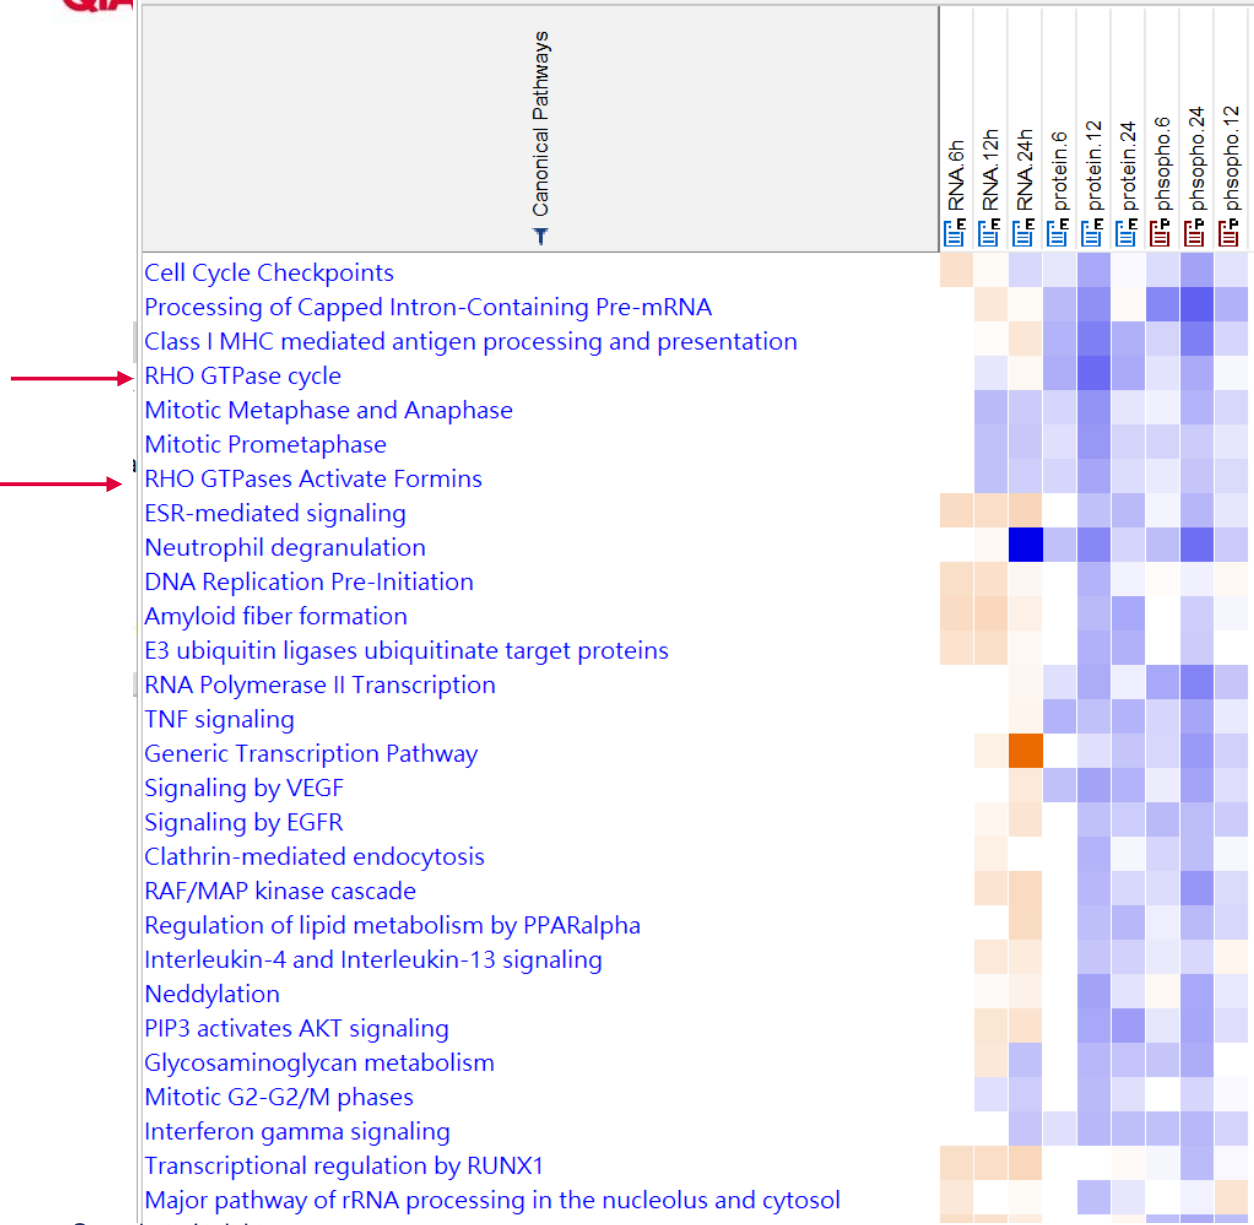 Canonical Pathways
RNA.6h
RNA.12h
RNA.24h
protein.6
protein.12
protein.24
phsopho.6
phsopho.24
phsopho.12
E
E
E
E
E
E
P
P
P
Cell Cycle Checkpoints
Processing of Capped Intron-Containing Pre-mRNA
Class I MHC mediated antigen processing and presentation
RHO GTPase cycle
Mitotic Metaphase and Anaphase
Mitotic Prometaphase
RHO GTPases Activate Formins
ESR-mediated signaling
Neutrophil degranulation
DNA Replication Pre-Initiation
Amyloid fiber formation
E3 ubiquitin ligases ubiquitinate target proteins
RNA Polymerase II Transcription
TNF signaling
Generic Transcription Pathway
Signaling by VEGF
Signaling by EGFR
Clathrin-mediated endocytosis
RAF/MAP kinase cascade
Regulation of lipid metabolism by PPARalpha
Interleukin-4 and Interleukin-13 signaling
Neddylation
PIP3 activates AKT signaling
Glycosaminoglycan metabolism
Mitotic G2-G2/M phases
Interferon gamma signaling
Transcriptional regulation by RUNX1
Major pathway of rRNA processing in the nucleolus and cytosol